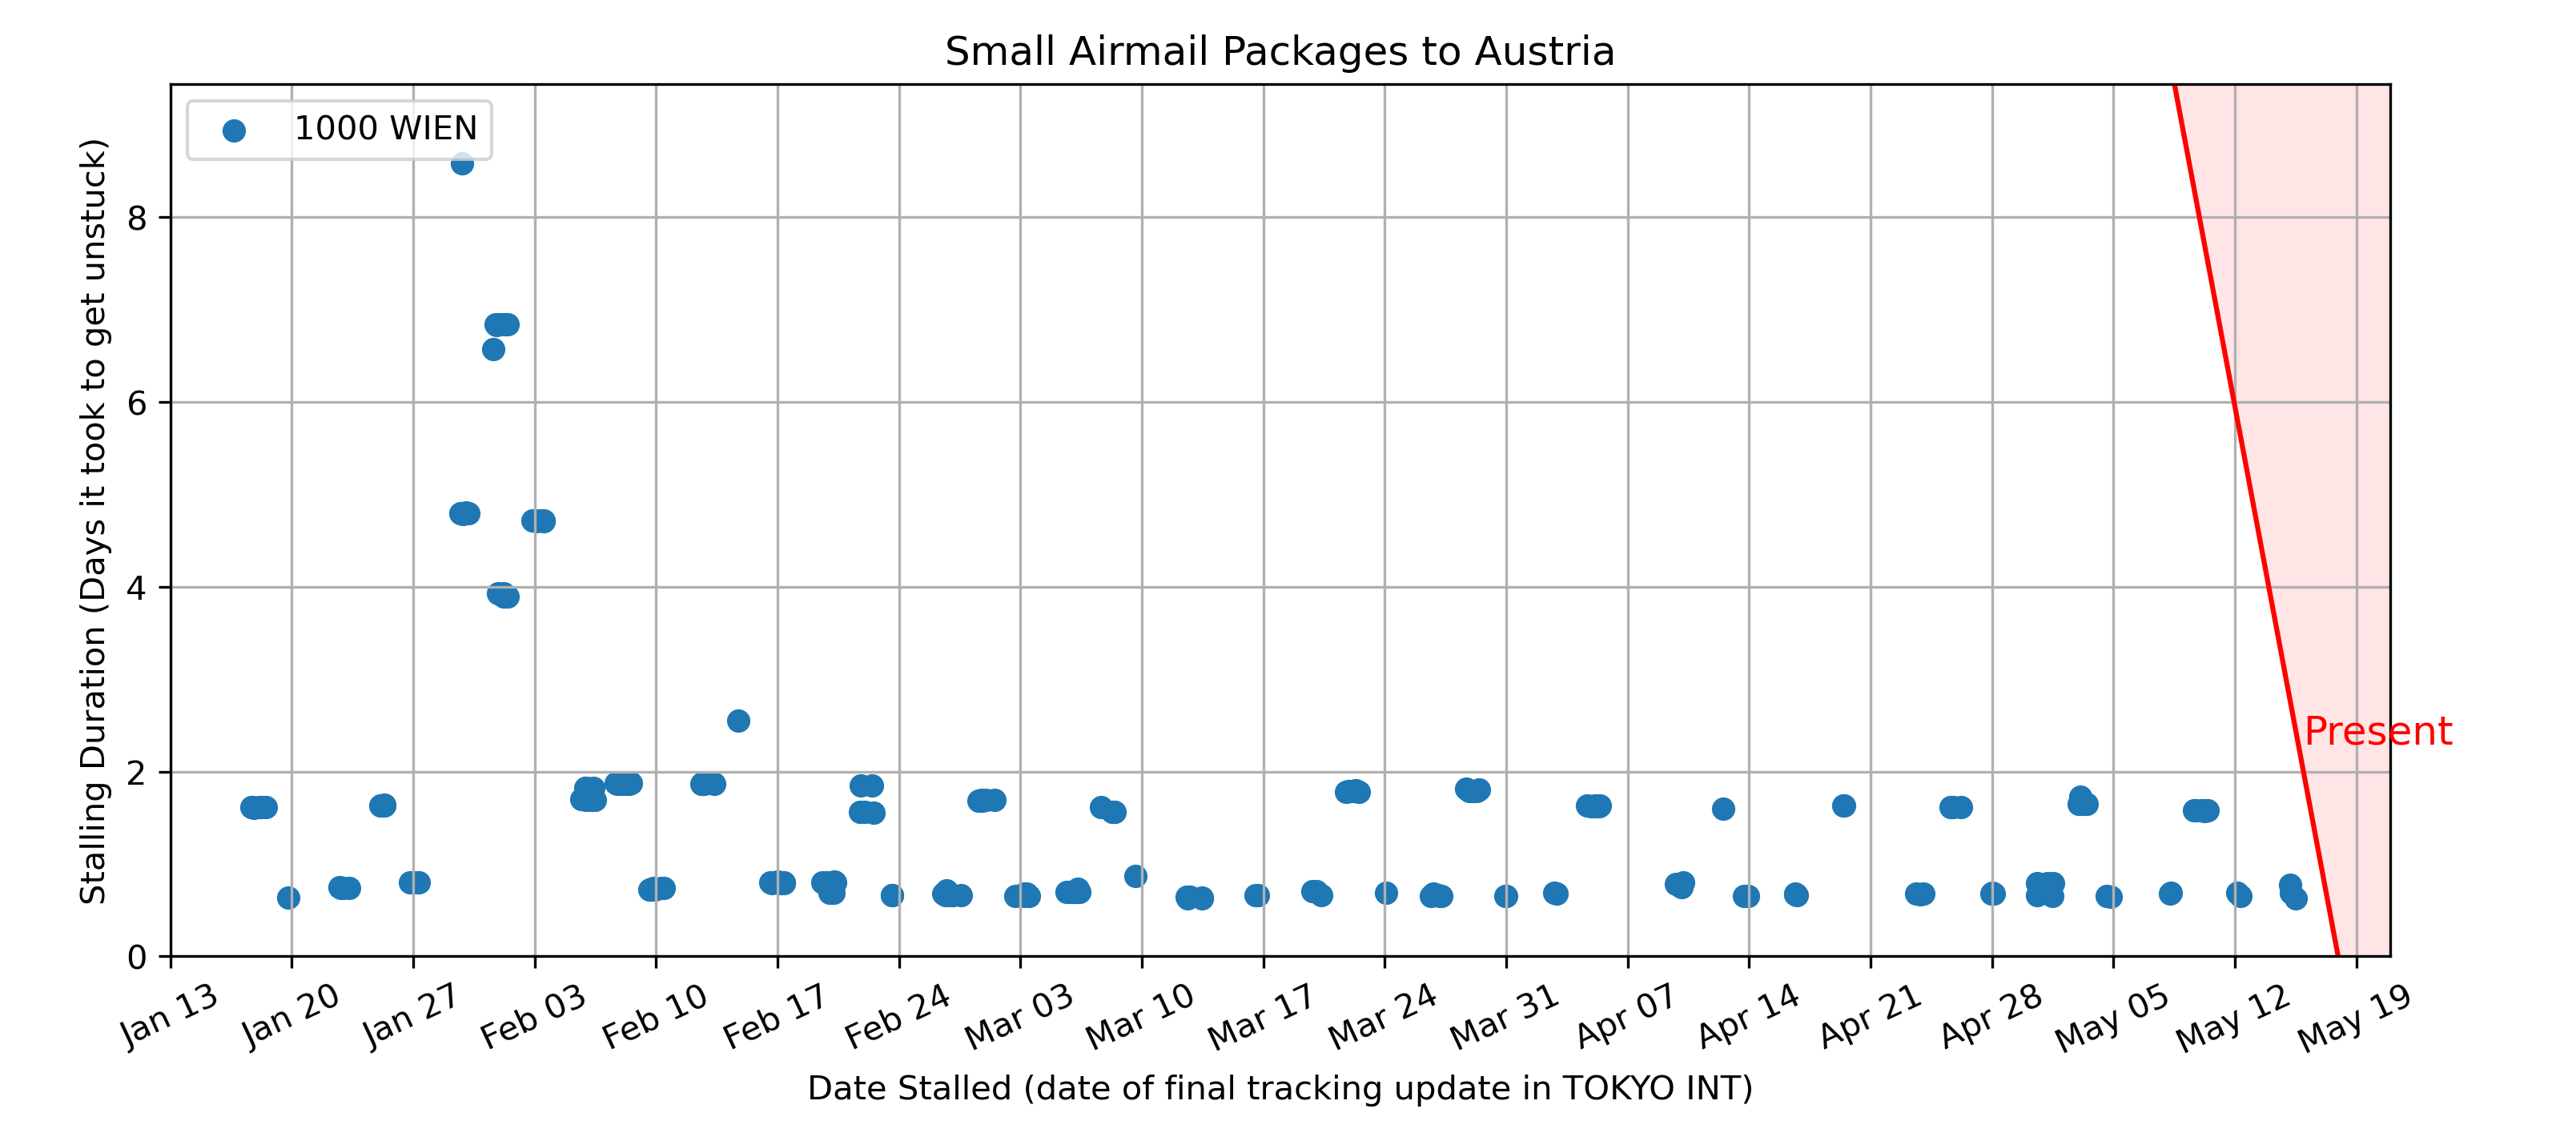 Small Airmail Packages to Austria
1000 WIEN
Stalling Duration (Days it took to get unstuck)
8
6
4
2
0
Present
Jan 13
Jan 20
Jan 27
Feb 03
Feb 10
Feb 17
Feb 24
Mar 03
Mar 10
Mar 17
Mar 24
Mar 31
Apr 07
Apr 14
Apr 21
Apr 28
May 05
May 12
May 19
Date Stalled (date of final tracking update in TOKYO INT)